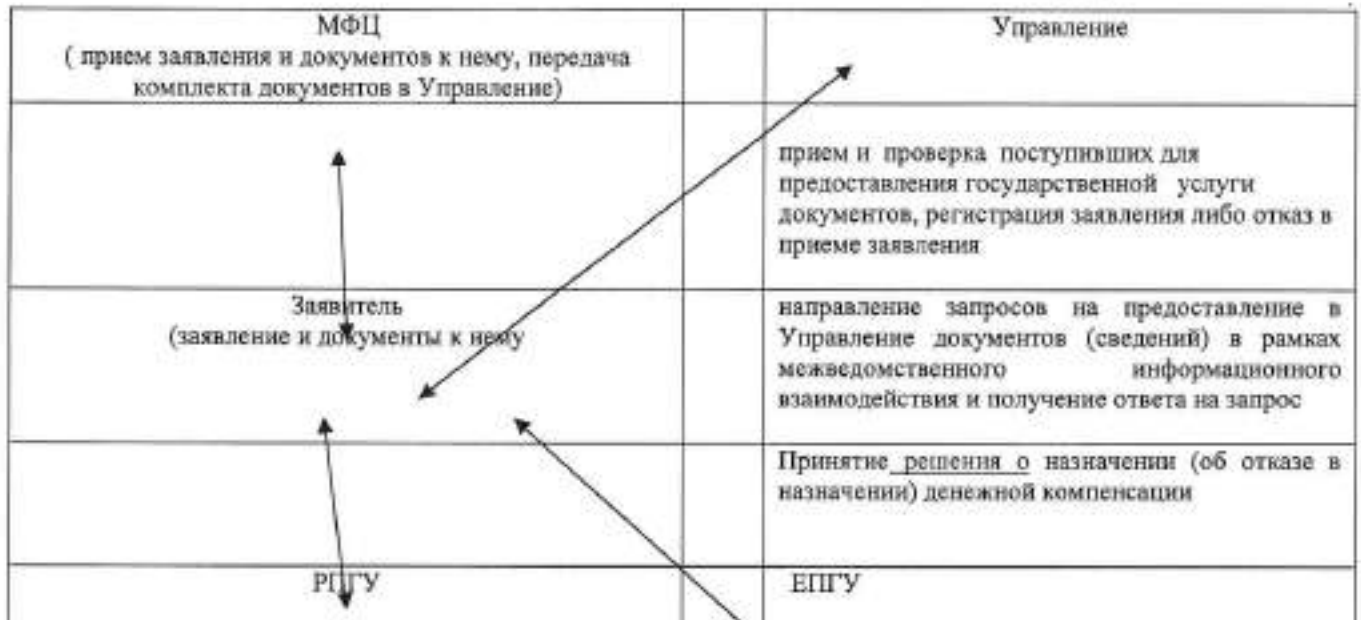 МФЦ
( прием заявления и документов к нему, передача
комплекта документов в Управление)
Управление
прием и проверка поступивших для
предоставления государственной услуги
документов, регистрация заявления либо отказ в
приеме заявления
Заявитель
(заявление и документы к нему
направление запросов на предоставление в
Управление документов (сведений) в рамках
межведомственного информационного
взаимодействия и получение ответа на запрос
Принятие решения о назначении (об отказе в
назначении) денежной компенсации
РПГУ
ЕПГУ